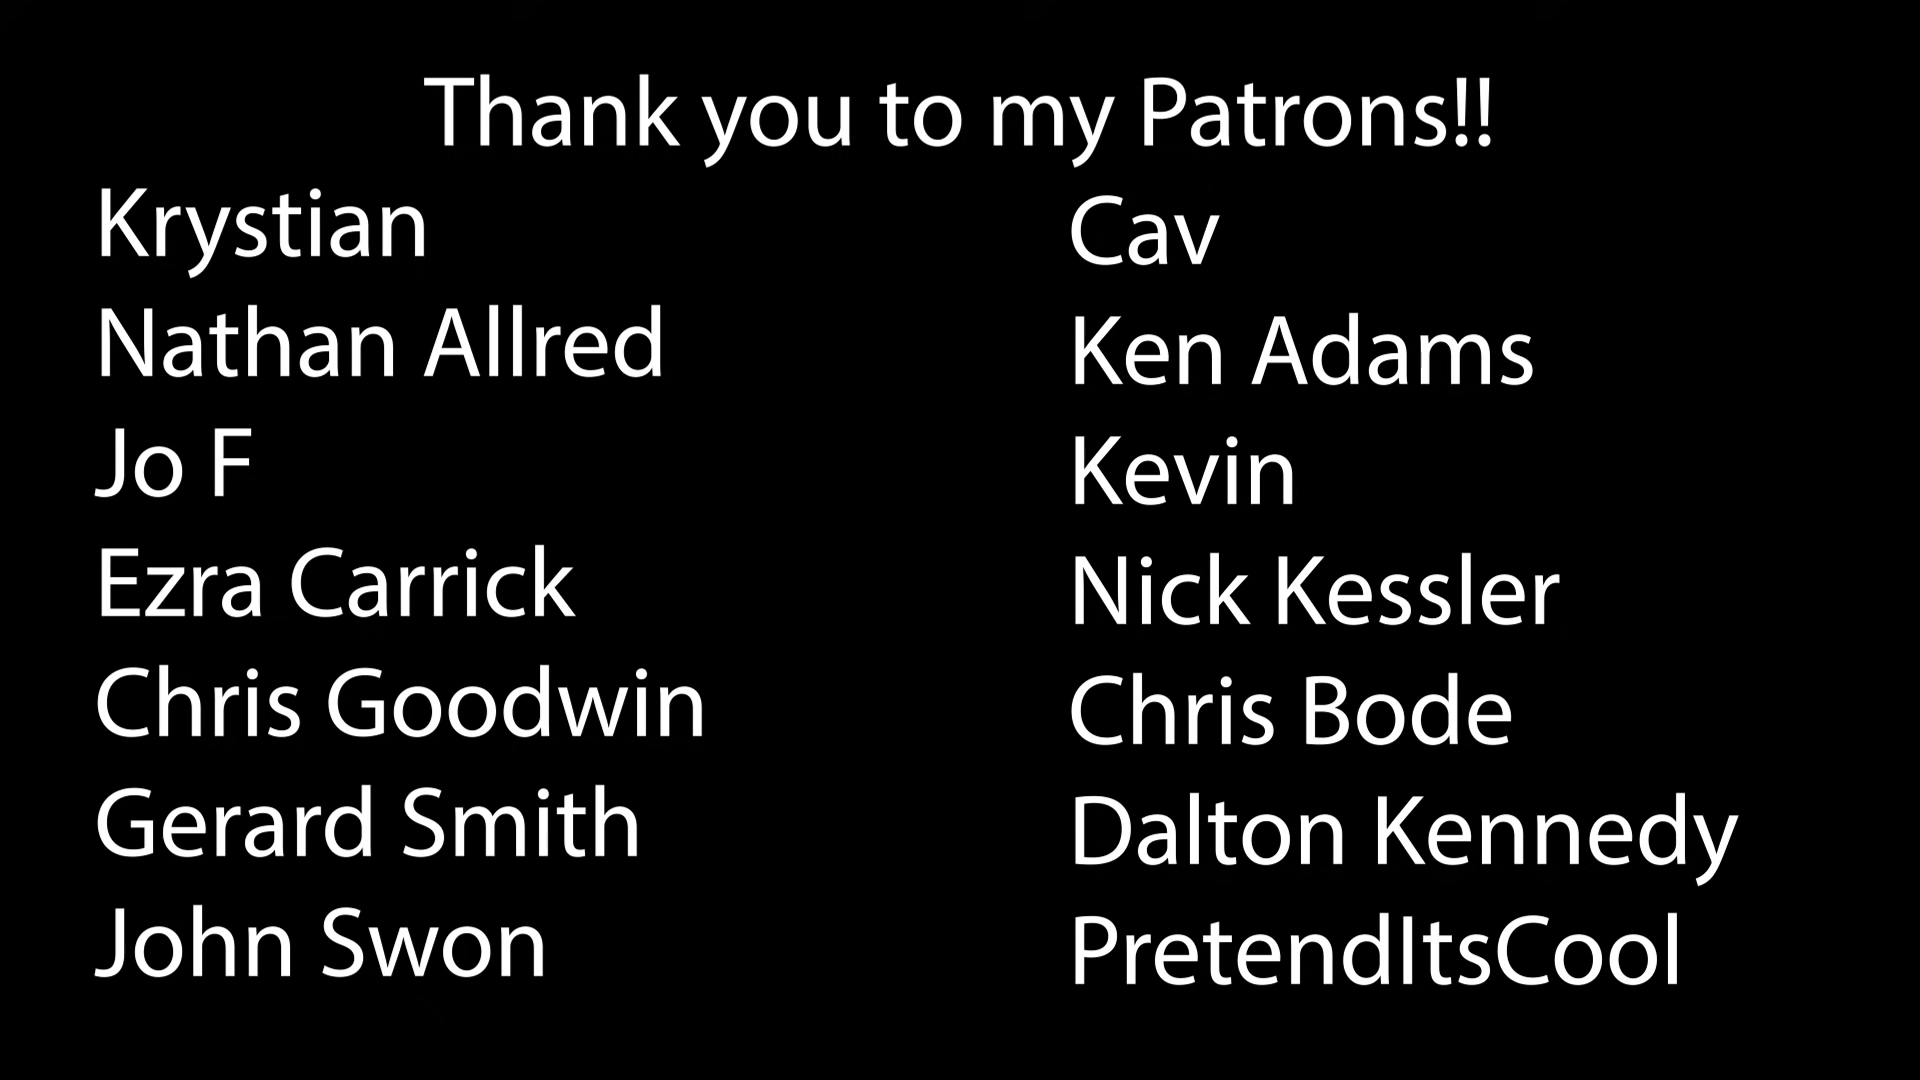 Thank you to my Patrons!!
Krystian
Nathan Allred
Jo F
Ezra Carrick
Chris Goodwin
Gerard Smith
John Swon
Cav
Ken Adams
Kevin
Nick Kessler
Chris Bode
Dalton Kennedy
PretendItsCool